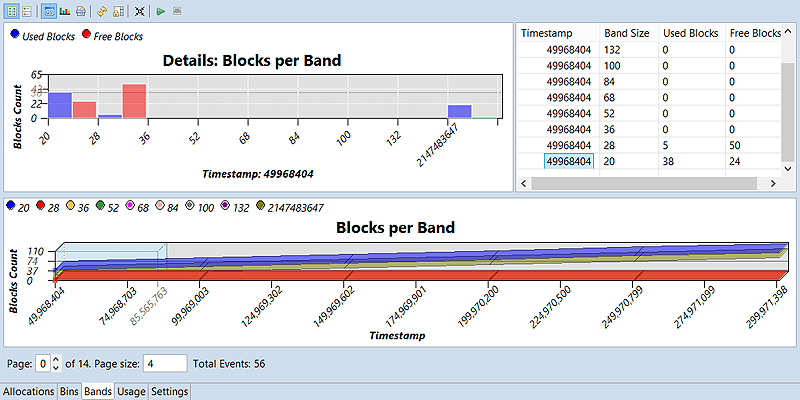 Used Blocks Free Blocks
Details: Blocks per Band
Blocks Count
65
43
38
22
0
20 28 36 52 68 84 100 132 2147483647
Timestamp: 49968404
Timestamp Band Size Used Blocks Free Blocks
49968404 132 0 0
49968404 100 0 0
49968404 84 0 0
49968404 68 0 0
49968404 52 0 0
49968404 36 0 0
49968404 28 5 50
49968404 20 38 24
20 28 36 52 68 84 100 132 2147483647
Blocks per Band
Blocks Count
110
74
37
0
49,968,404 74,968,703 85,565,763 99,969,003 124,969,302 149,969,602 174,969,901 199,970,200 224,970,500 249,970,799 274,971,099 299,971,398
Timestamp
Page: 0 of 14. Page size: 4 Total Events: 56
Allocations Bins Bands Usage Settings